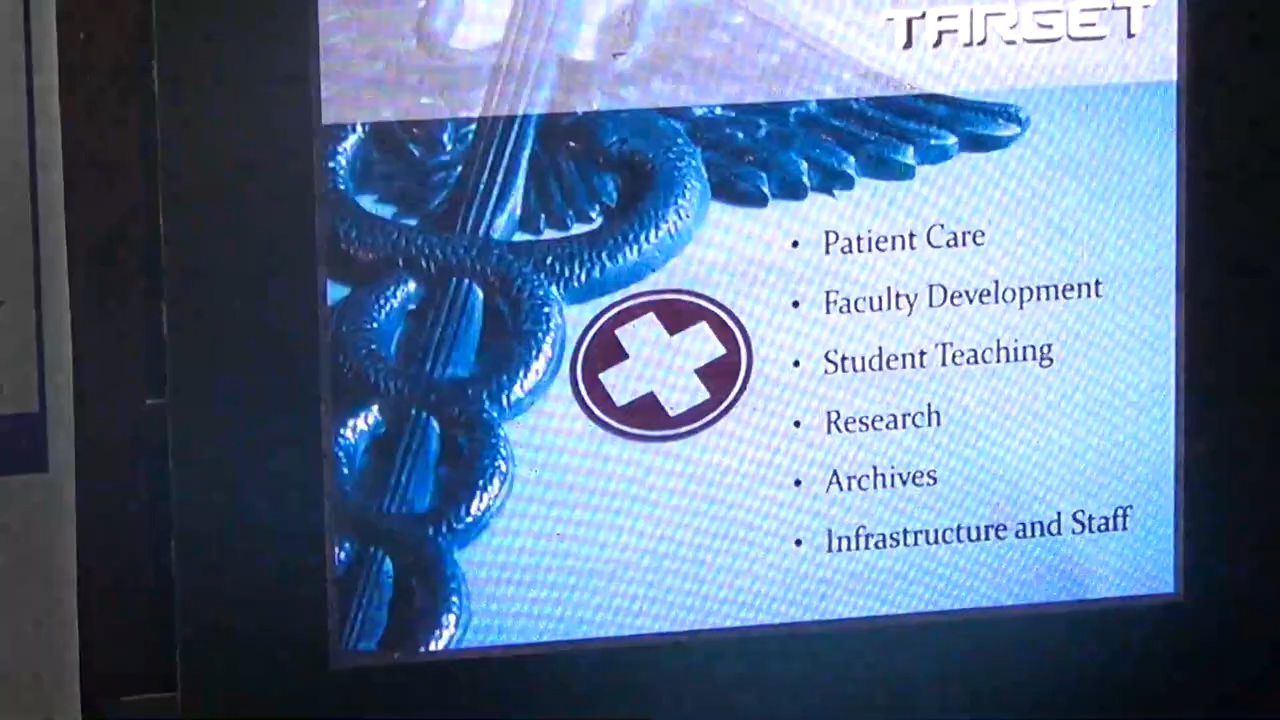 TARGET
• Patient Care
• Faculty Development
• Student Teaching
• Research
• Archives
• Infrastructure and Staff